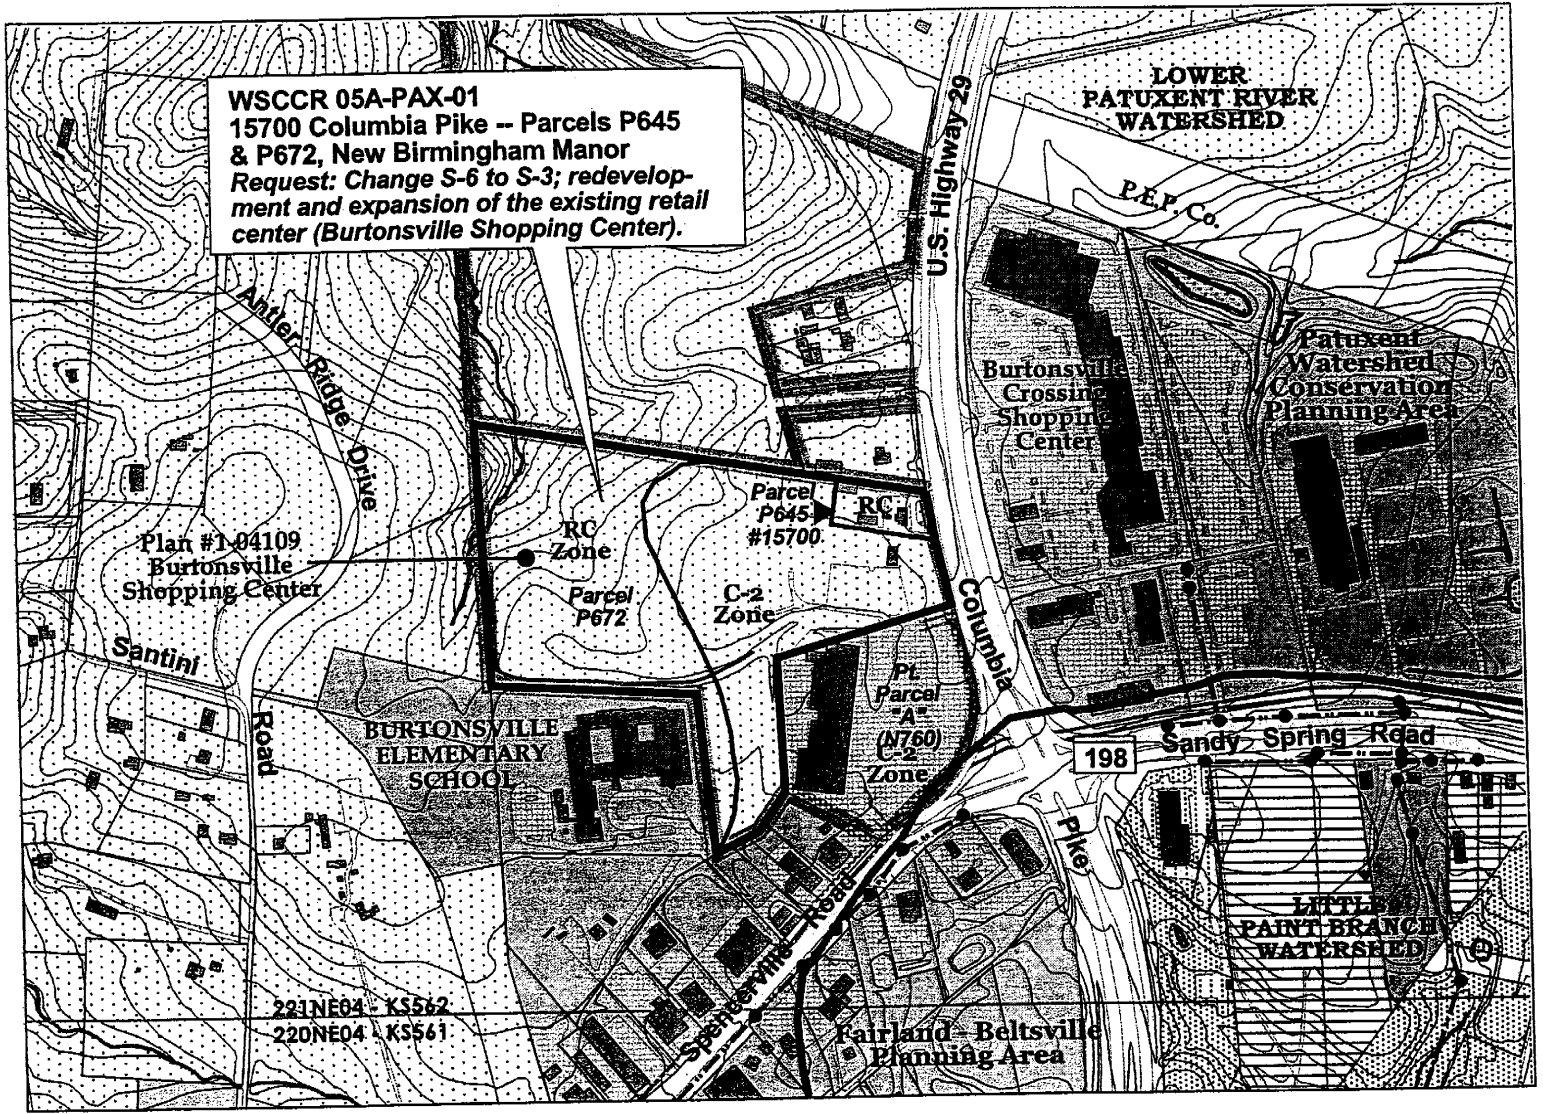 WSCCR 05A-PAX-01
15700 Columbia Pike -- Parcels P645
& P672, New Birmingham Manor
Request: Change S-6 to S-3; redevelop-
ment and expansion of the existing retail
center (Burtonsville Shopping Center).
LOWER
PATUXENT RIVER
WATERSHED
U.S. Highway 29
P.E.P. Co.
Antler Ridge Drive
Burtonsville
Crossing
Shopping
Center
Patuxent
Watershed
Conservation
Planning Area
Parcel
P645
#15700
RC
RC
Zone
Plan #1-04109
Burtonsville
Shopping Center
Parcel
P672
C-2
Zone
Columbia
Santini
Road
Pt.
Parcel
"A"
(N760)
C-2
Zone
BURTONSVILLE
ELEMENTARY
SCHOOL
198
Sandy Spring Road
Pike
Spencerville Road
LITTLE
PAINT BRANCH
WATERSHED
221NE04 - KS562
220NE04 - KS561
Fairland - Beltsville
Planning Area